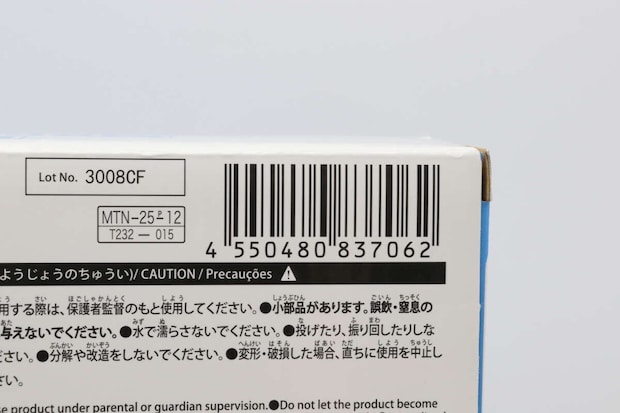 Lot No. 3008CF
MTN-25-P-12
T232 — 015
4 550480 837062
ようじょうのちゅうい)/ CAUTION / Precauções
用する際は、保護者監督のもと使用してください。●小部品があります。誤飲・窒息の
与えないでください。●水で濡らさないでください。●投げたり、振り回したりしな
ださい。●分解や改造をしないでください。●変形・破損した場合、直ちに使用を中止し
さい。
se product under parental or guardian supervision.●Do not let the product become